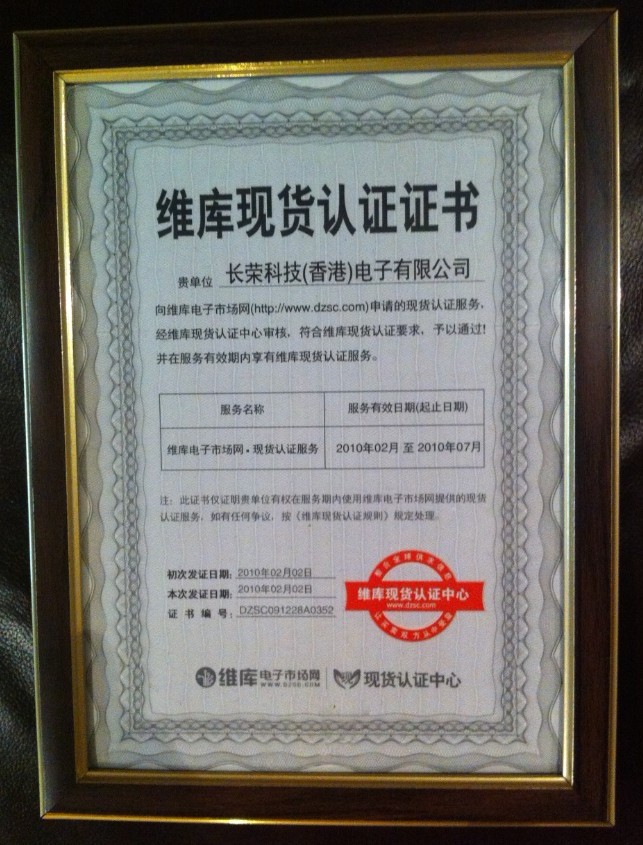 维库现货认证证书
贵单位 长荣科技(香港)电子有限公司
向维库电子市场网(http://www.dzsc.com)申请的现货认证服务,
经维库现货认证中心审核, 符合维库现货认证要求, 予以通过!
并在服务有效期内享有维库现货认证服务。
服务名称 服务有效日期(起止日期)
维库电子市场网·现货认证服务 2010年02月 至 2010年07月
注: 此证书仅证明贵单位有权在服务期内使用维库电子市场网提供的现货
认证服务, 如有任何争议, 按《维库现货认证规则》规定处理。
初次发证日期: 2010年02月02日
本次发证日期: 2010年02月02日
证书编号: DZSC091228A0352
整合全球供求信息
维库现货认证中心
www.dzsc.com
维库电子市场网 现货认证中心
WWW.DZSC.COM